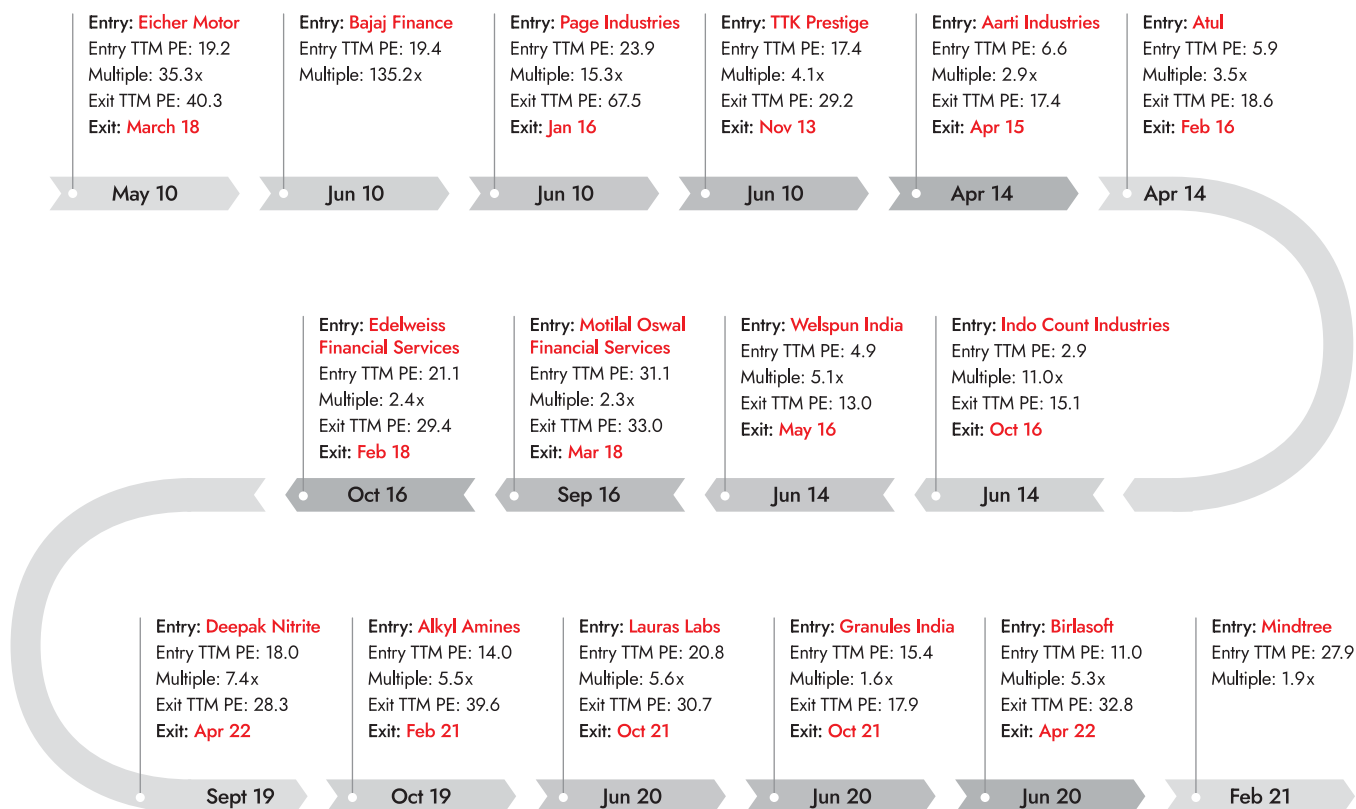 Entry: Eicher Motor
Entry TTM PE: 19.2
Multiple: 35.3x
Exit TTM PE: 40.3
Exit: March 18
May 10
Entry: Bajaj Finance
Entry TTM PE: 19.4
Multiple: 135.2x
Jun 10
Entry: Page Industries
Entry TTM PE: 23.9
Multiple: 15.3x
Exit TTM PE: 67.5
Exit: Jan 16
Jun 10
Entry: TTK Prestige
Entry TTM PE: 17.4
Multiple: 4.1x
Exit TTM PE: 29.2
Exit: Nov 13
Jun 10
Entry: Aarti Industries
Entry TTM PE: 6.6
Multiple: 2.9x
Exit TTM PE: 17.4
Exit: Apr 15
Apr 14
Entry: Atul
Entry TTM PE: 5.9
Multiple: 3.5x
Exit TTM PE: 18.6
Exit: Feb 16
Apr 14
Entry: Edelweiss
Financial Services
Entry TTM PE: 21.1
Multiple: 2.4x
Exit TTM PE: 29.4
Exit: Feb 18
Oct 16
Entry: Motilal Oswal
Financial Services
Entry TTM PE: 31.1
Multiple: 2.3x
Exit TTM PE: 33.0
Exit: Mar 18
Sep 16
Entry: Welspun India
Entry TTM PE: 4.9
Multiple: 5.1x
Exit TTM PE: 13.0
Exit: May 16
Jun 14
Entry: Indo Count Industries
Entry TTM PE: 2.9
Multiple: 11.0x
Exit TTM PE: 15.1
Exit: Oct 16
Jun 14
Entry: Deepak Nitrite
Entry TTM PE: 18.0
Multiple: 7.4x
Exit TTM PE: 28.3
Exit: Apr 22
Sept 19
Entry: Alkyl Amines
Entry TTM PE: 14.0
Multiple: 5.5x
Exit TTM PE: 39.6
Exit: Feb 21
Oct 19
Entry: Lauras Labs
Entry TTM PE: 20.8
Multiple: 5.6x
Exit TTM PE: 30.7
Exit: Oct 21
Jun 20
Entry: Granules India
Entry TTM PE: 15.4
Multiple: 1.6x
Exit TTM PE: 17.9
Exit: Oct 21
Jun 20
Entry: Birlasoft
Entry TTM PE: 11.0
Multiple: 5.3x
Exit TTM PE: 32.8
Exit: Apr 22
Jun 20
Entry: Mindtree
Entry TTM PE: 27.9
Multiple: 1.9x
Feb 21